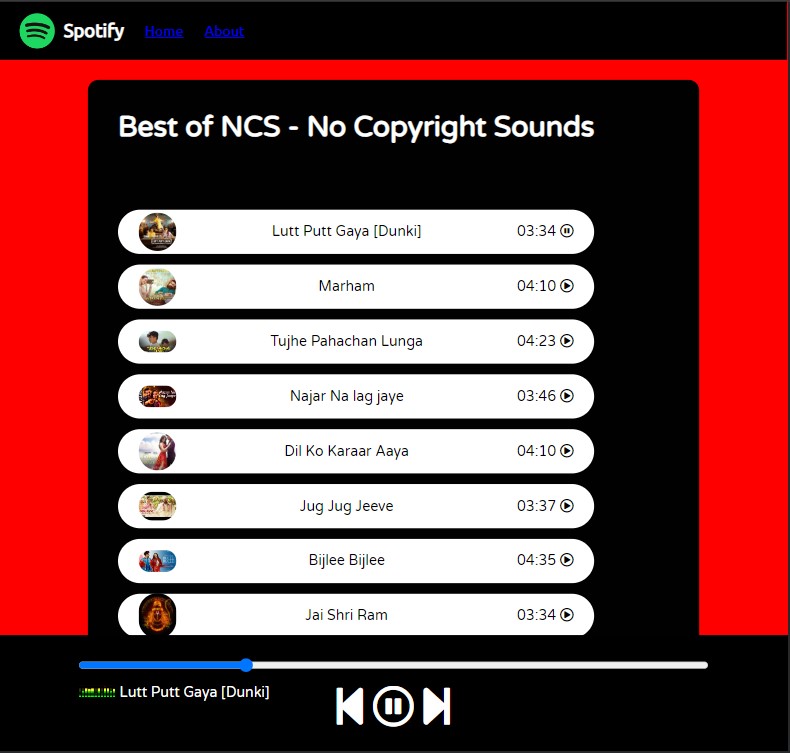 Spotify Home About
Best of NCS - No Copyright Sounds
Lutt Putt Gaya [Dunki] 03:34
Marham 04:10
Tujhe Pahachan Lunga 04:23
Najar Na lag jaye 03:46
Dil Ko Karaar Aaya 04:10
Jug Jug Jeeve 03:37
Bijlee Bijlee 04:35
Jai Shri Ram 03:34
Lutt Putt Gaya [Dunki]